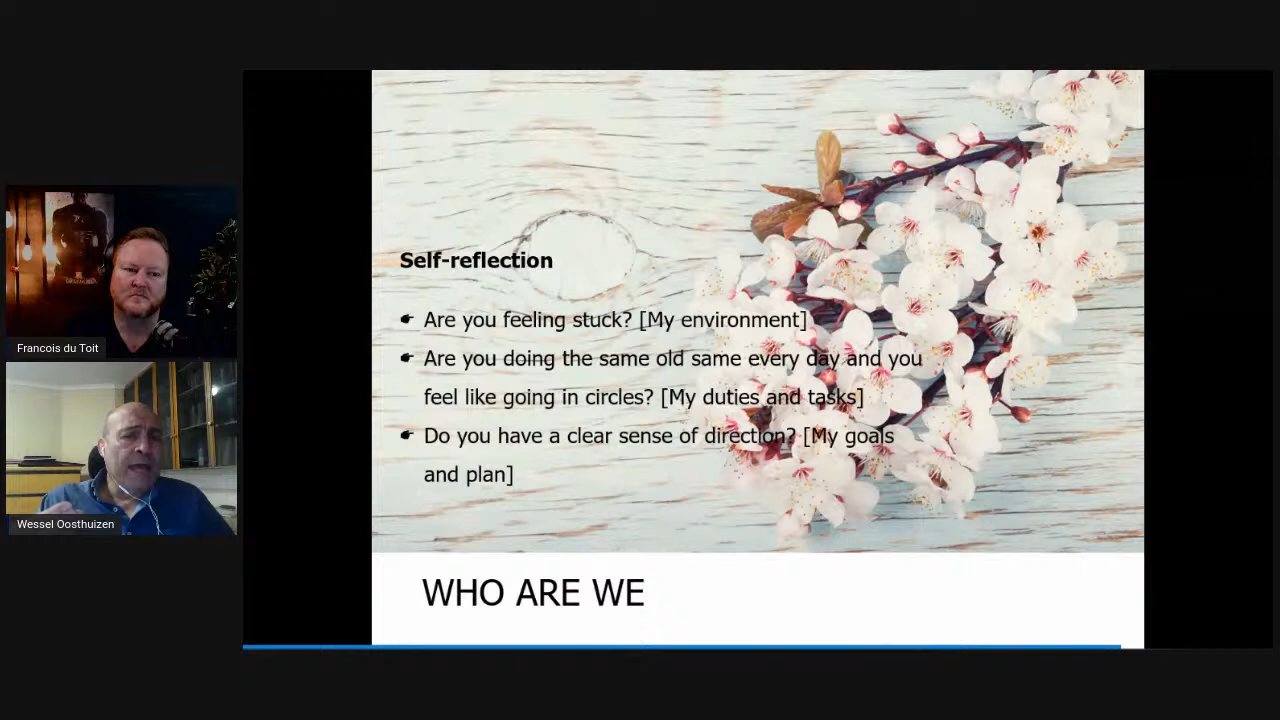 Self-reflection
Are you feeling stuck? [My environment]
Are you doing the same old same every day and you
feel like going in circles? [My duties and tasks]
Do you have a clear sense of direction? [My goals
and plan]
WHO ARE WE
Francois du Toit
Wessel Oosthuizen